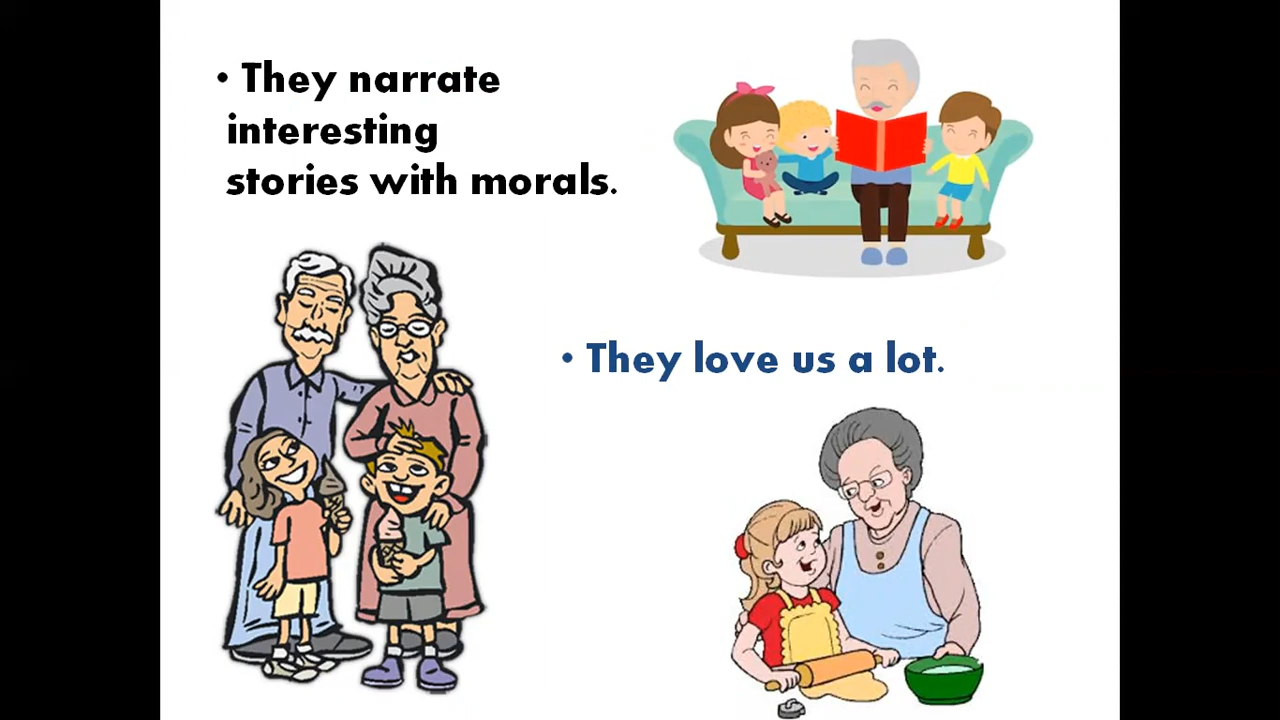 • They narrate
interesting
stories with morals.
• They love us a lot.